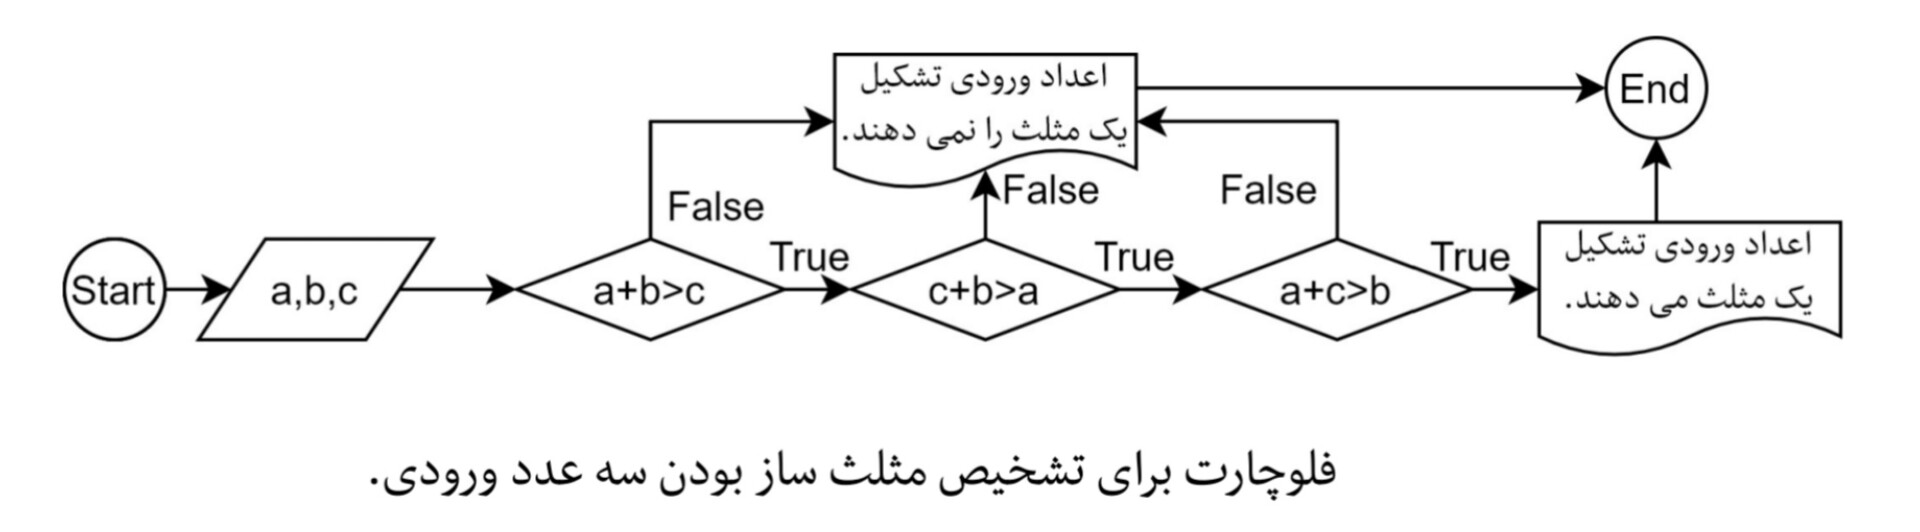 اعداد ورودی تشکیل
یک مثلث را نمی دهند.
End
False
False
False
Start
a,b,c
a+b>c
True
c+b>a
True
a+c>b
True
اعداد ورودی تشکیل
یک مثلث می دهند.
فلوچارت برای تشخیص مثلث ساز بودن سه عدد ورودی.